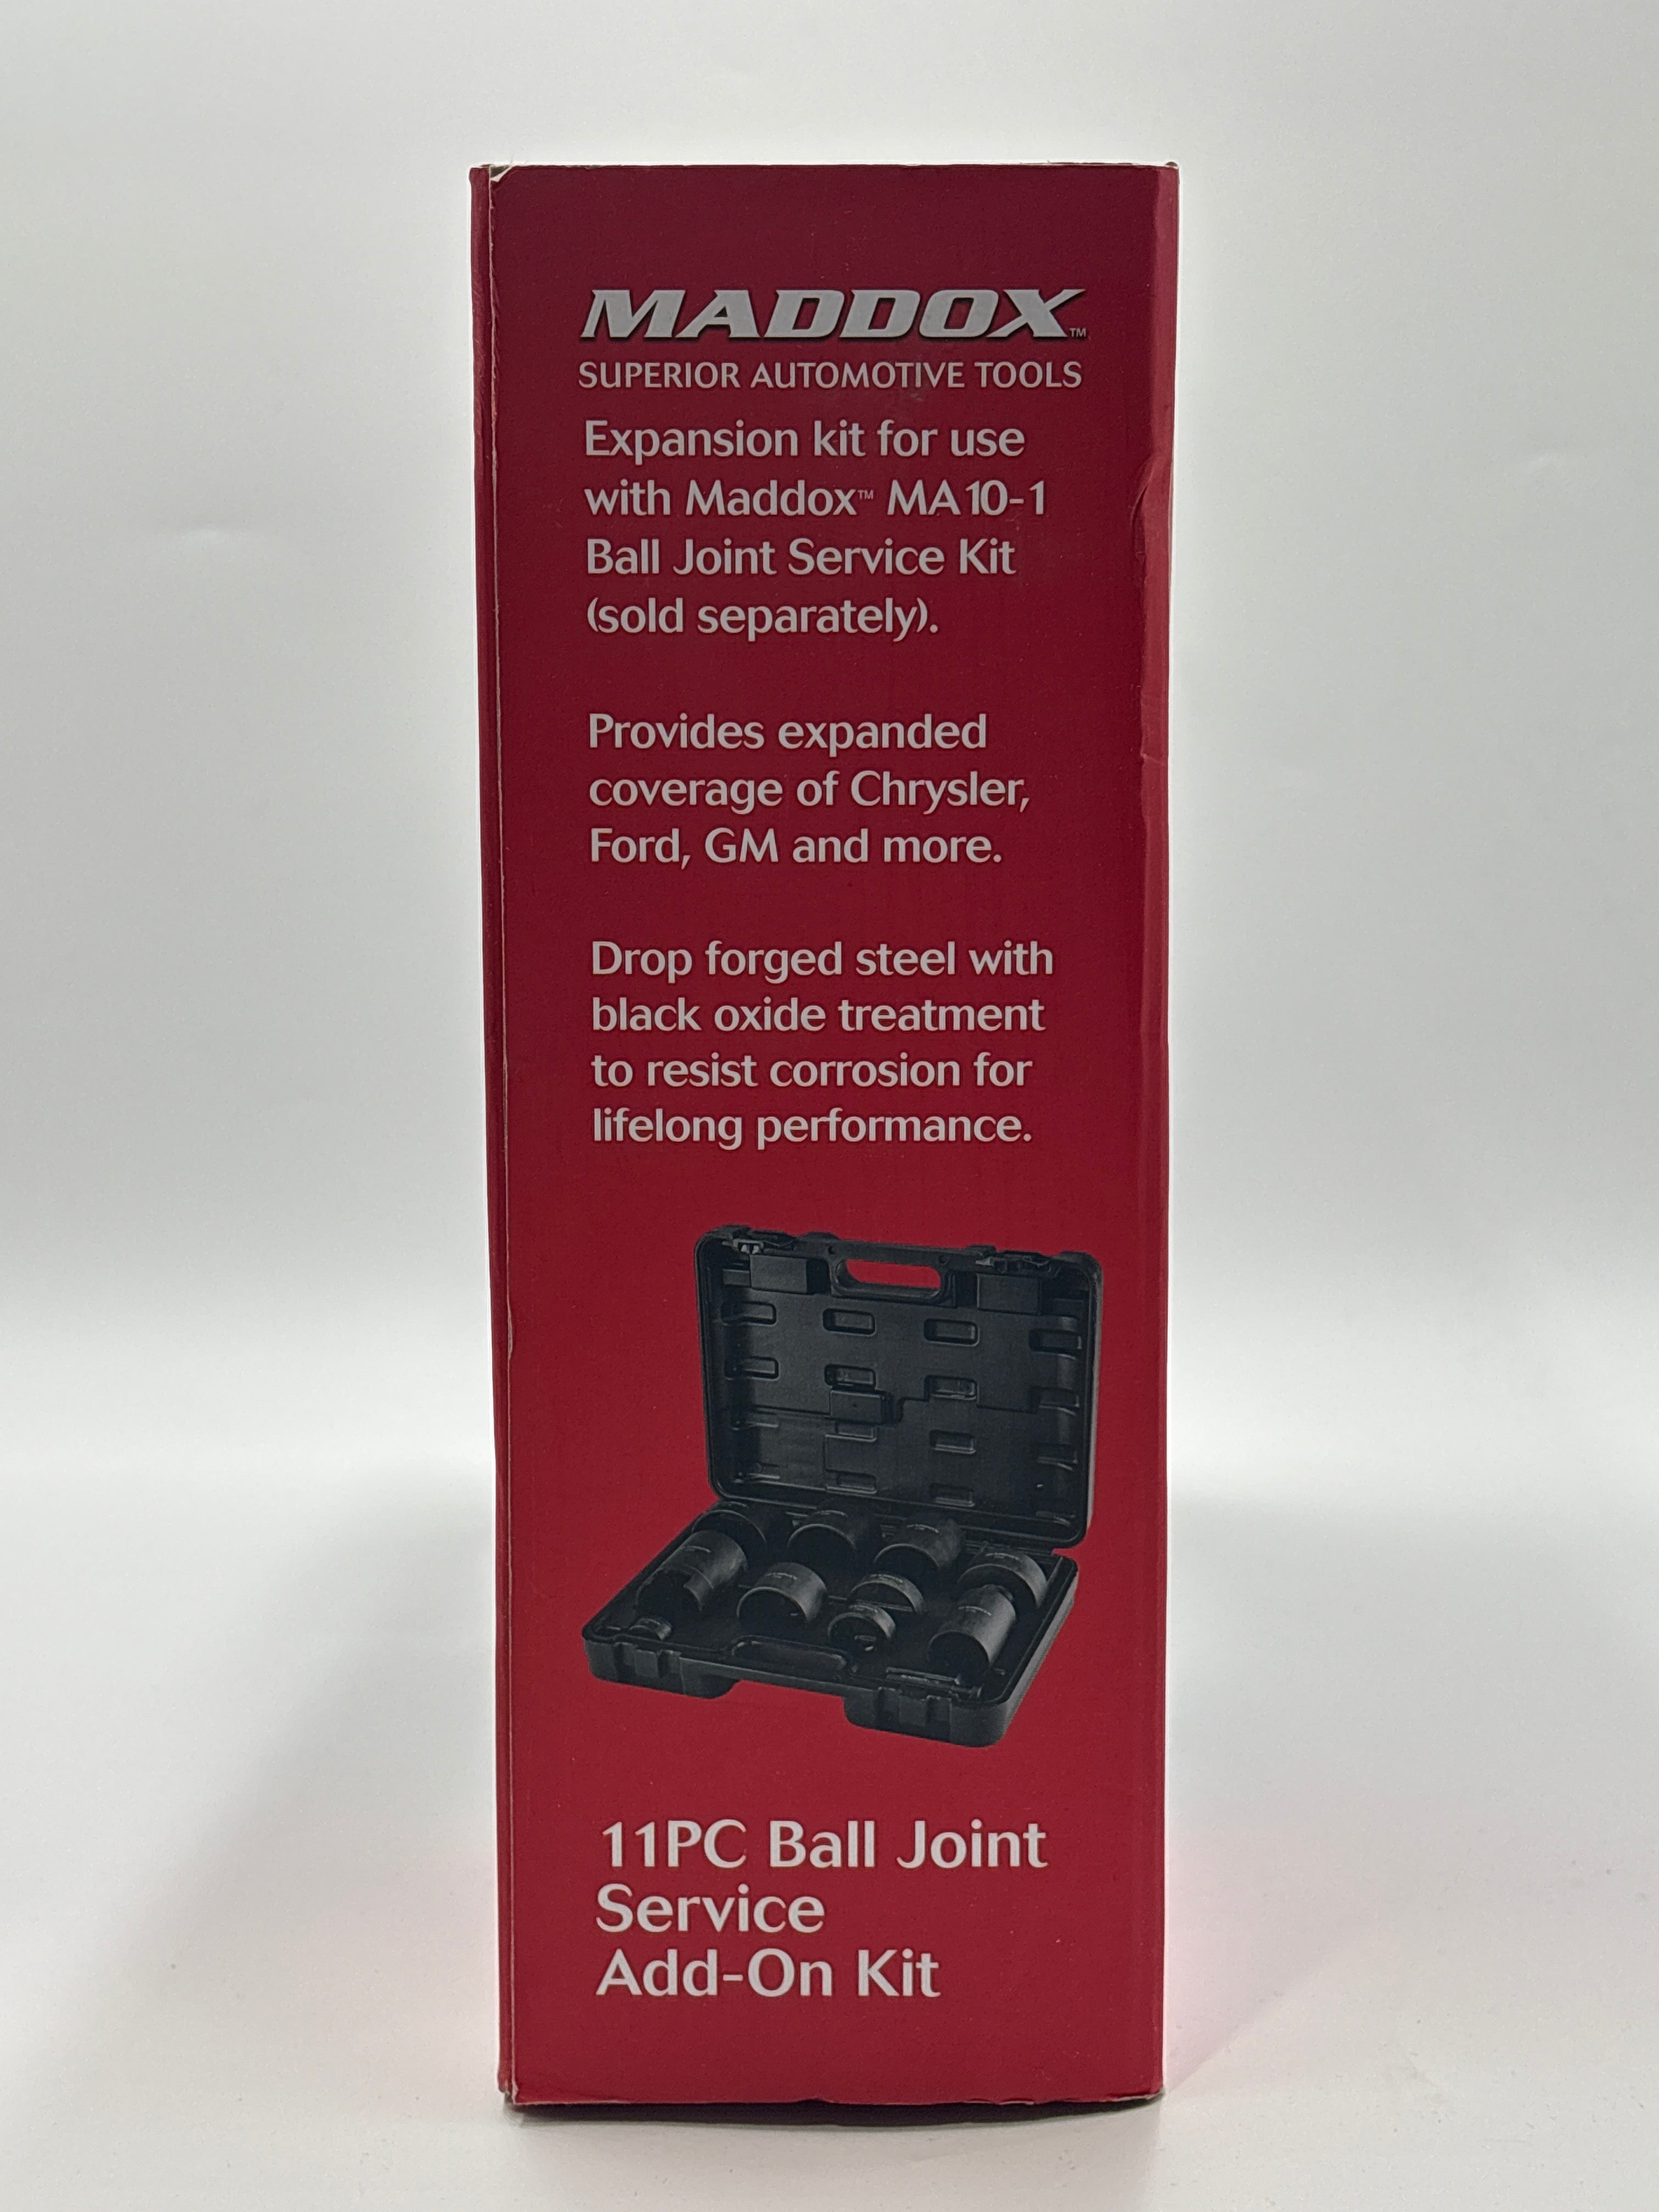 MADDOX™
SUPERIOR AUTOMOTIVE TOOLS
Expansion kit for use
with Maddox™ MA10-1
Ball Joint Service Kit
(sold separately).
Provides expanded
coverage of Chrysler,
Ford, GM and more.
Drop forged steel with
black oxide treatment
to resist corrosion for
lifelong performance.
11PC Ball Joint
Service
Add-On Kit